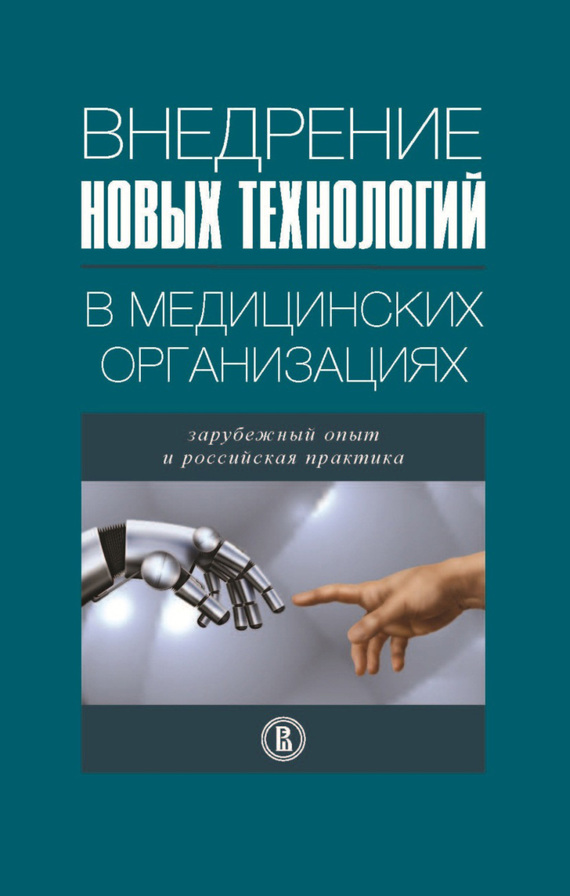 ВНЕДРЕНИЕ
НОВЫХ ТЕХНОЛОГИЙ
В МЕДИЦИНСКИХ
ОРГАНИЗАЦИЯХ
зарубежный опыт
и российская практика